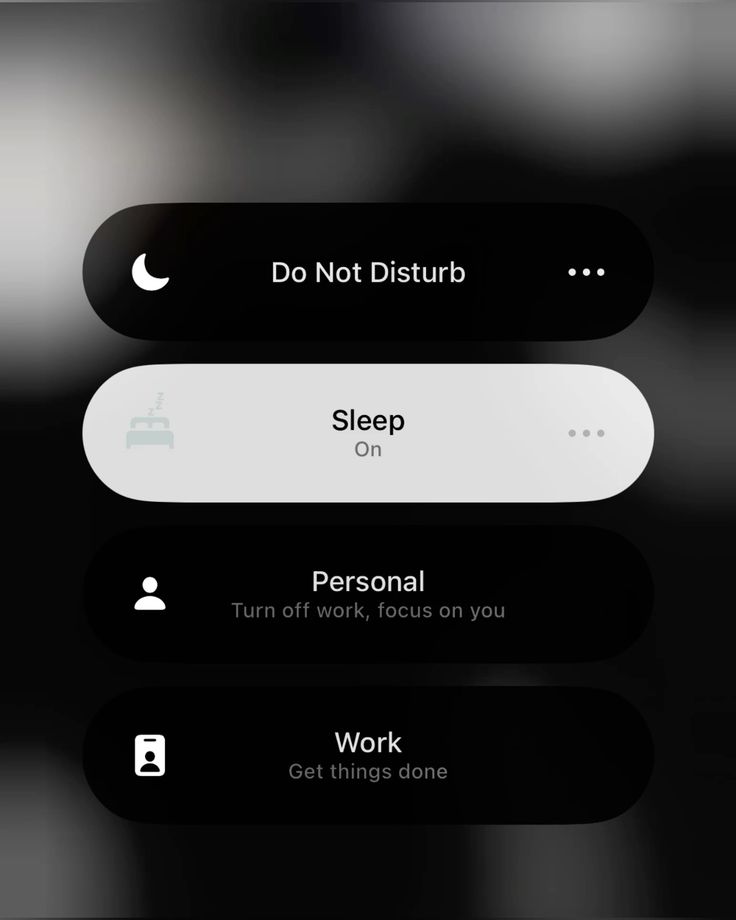 Do Not Disturb
Sleep
On
Personal
Turn off work, focus on you
Work
Get things done